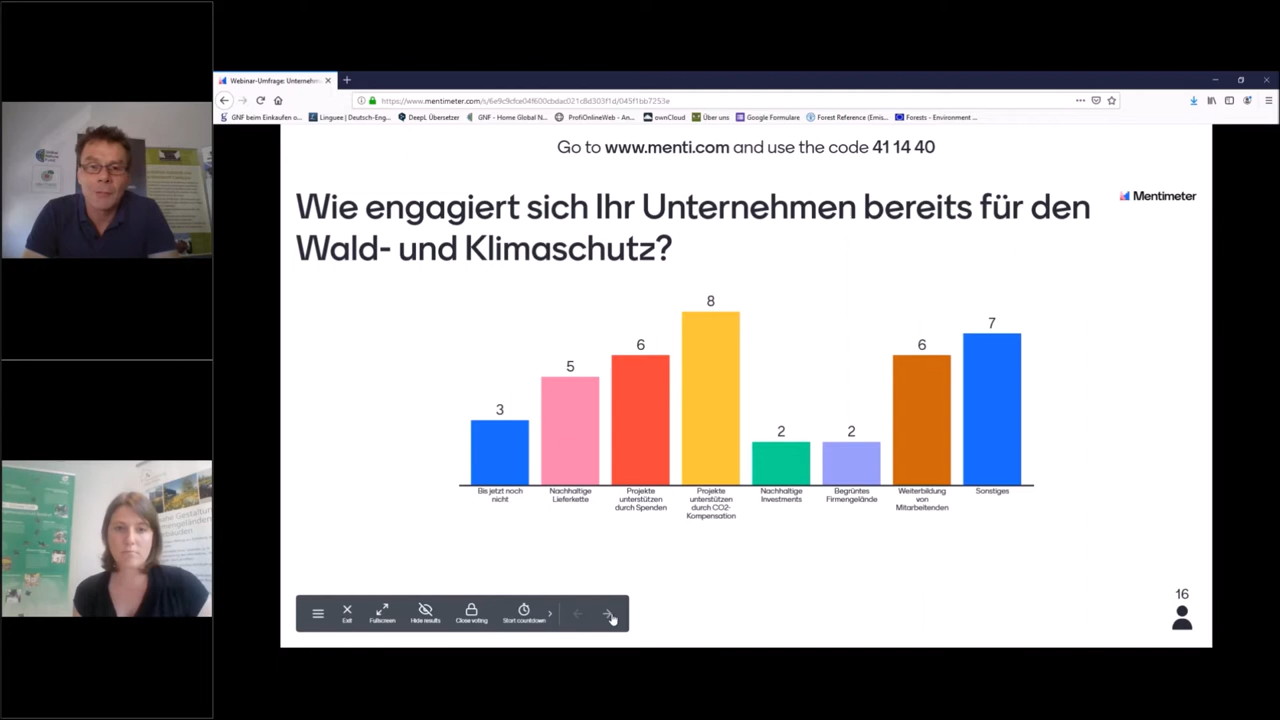 Webinar-Umfrage: Unternehm
https://www.mentimeter.com/s/6e9c9cfce04f600cbdac021c8d303f1d/045f1bb7253e
GNF beim Einkaufen o...
Linguee | Deutsch-Eng...
DeepL Übersetzer
GNF - Home Global N...
ProfiOnlineWeb - An...
ownCloud
Über uns
Google Formulare
Forest Reference (Emis...
Forests - Environment ...
Go to www.menti.com and use the code 41 14 40
Mentimeter
Wie engagiert sich Ihr Unternehmen bereits für den
Wald- und Klimaschutz?
3
5
6
8
2
2
6
7
Bis jetzt noch
nicht
Nachhaltige
Lieferkette
Projekte
unterstützen
durch Spenden
Projekte
unterstützen
durch CO2-
Kompensation
Nachhaltige
Investments
Begrüntes
Firmengelände
Weiterbildung
von
Mitarbeitenden
Sonstiges
Exit
Fullscreen
Hide results
Close voting
Start countdown
16